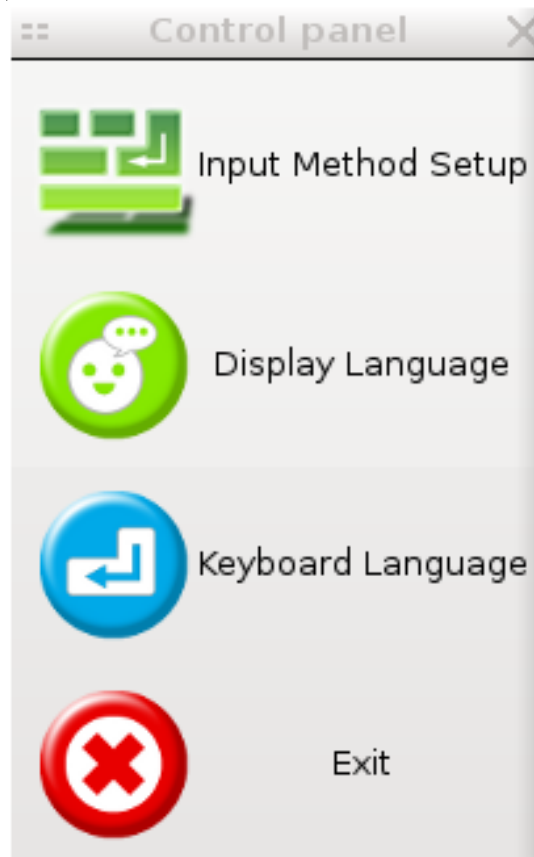 Control panel
Input Method Setup
Display Language
Keyboard Language
Exit